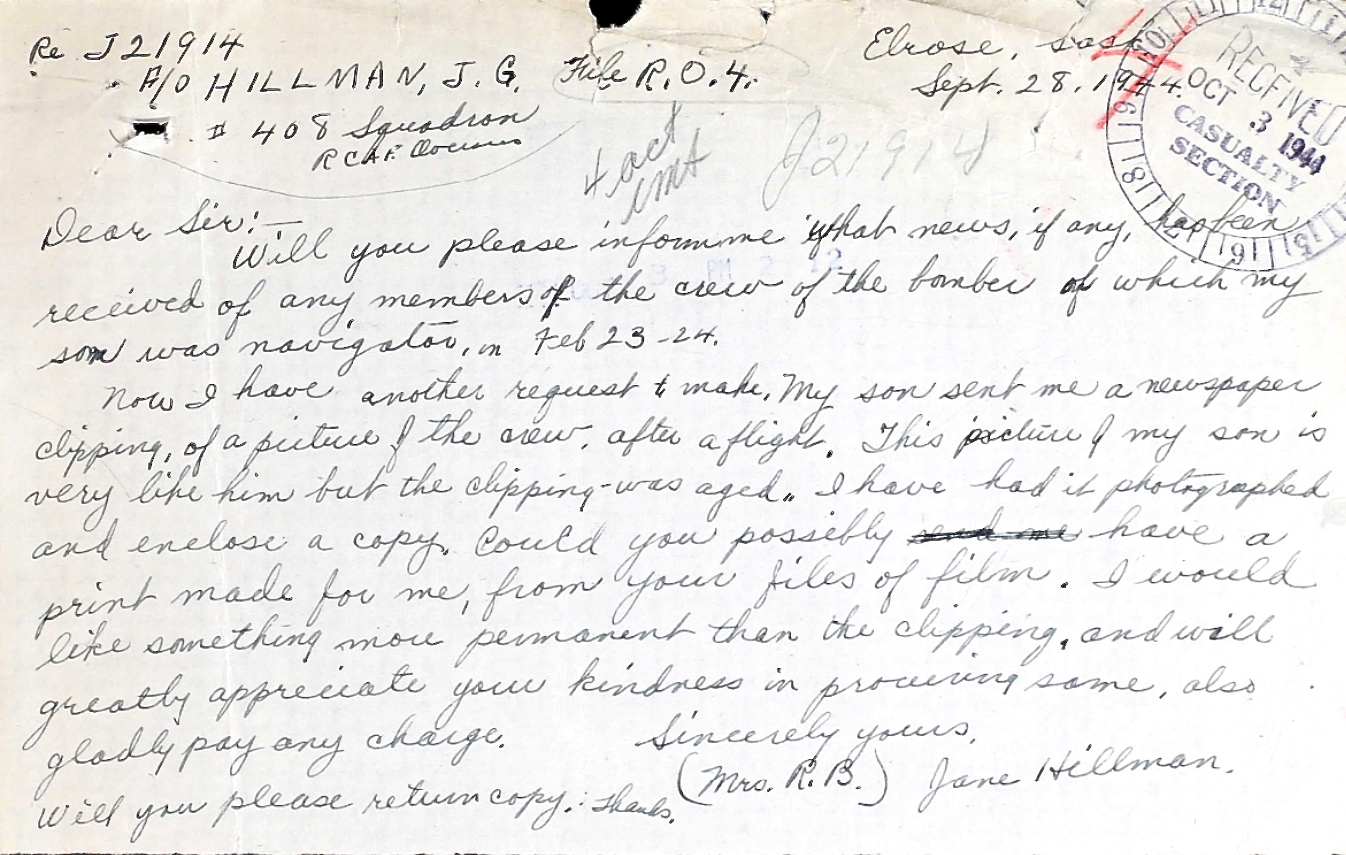 Re J21914
F/O HILLMAN, J. G. File R.O.4.
# 408 Squadron
RCAF. Overseas
Elrose, Sask
Sept. 28. 1944.
RECEIVED
OCT 3 1944
CASUALTY
SECTION
J21914
Dear Sir:—
Will you please inform me what news, if any, has been
received of any members of the crew of the bomber of which my
son was navigator, on Feb 23-24.
Now I have another request to make. My son sent me a newspaper
clipping, of a picture of the crew, after a flight. This picture of my son is
very like him but the clipping was aged. I have had it photographed
and enclose a copy. Could you possibly send me have a
print made for me, from your files of film. I would
like something more permanent than the clipping, and will
greatly appreciate your kindness in procuring same, also
gladly pay any charge.
Sincerely yours,
(Mrs. R. B.) Jane Hillman.
Will you please return copy. Thanks.